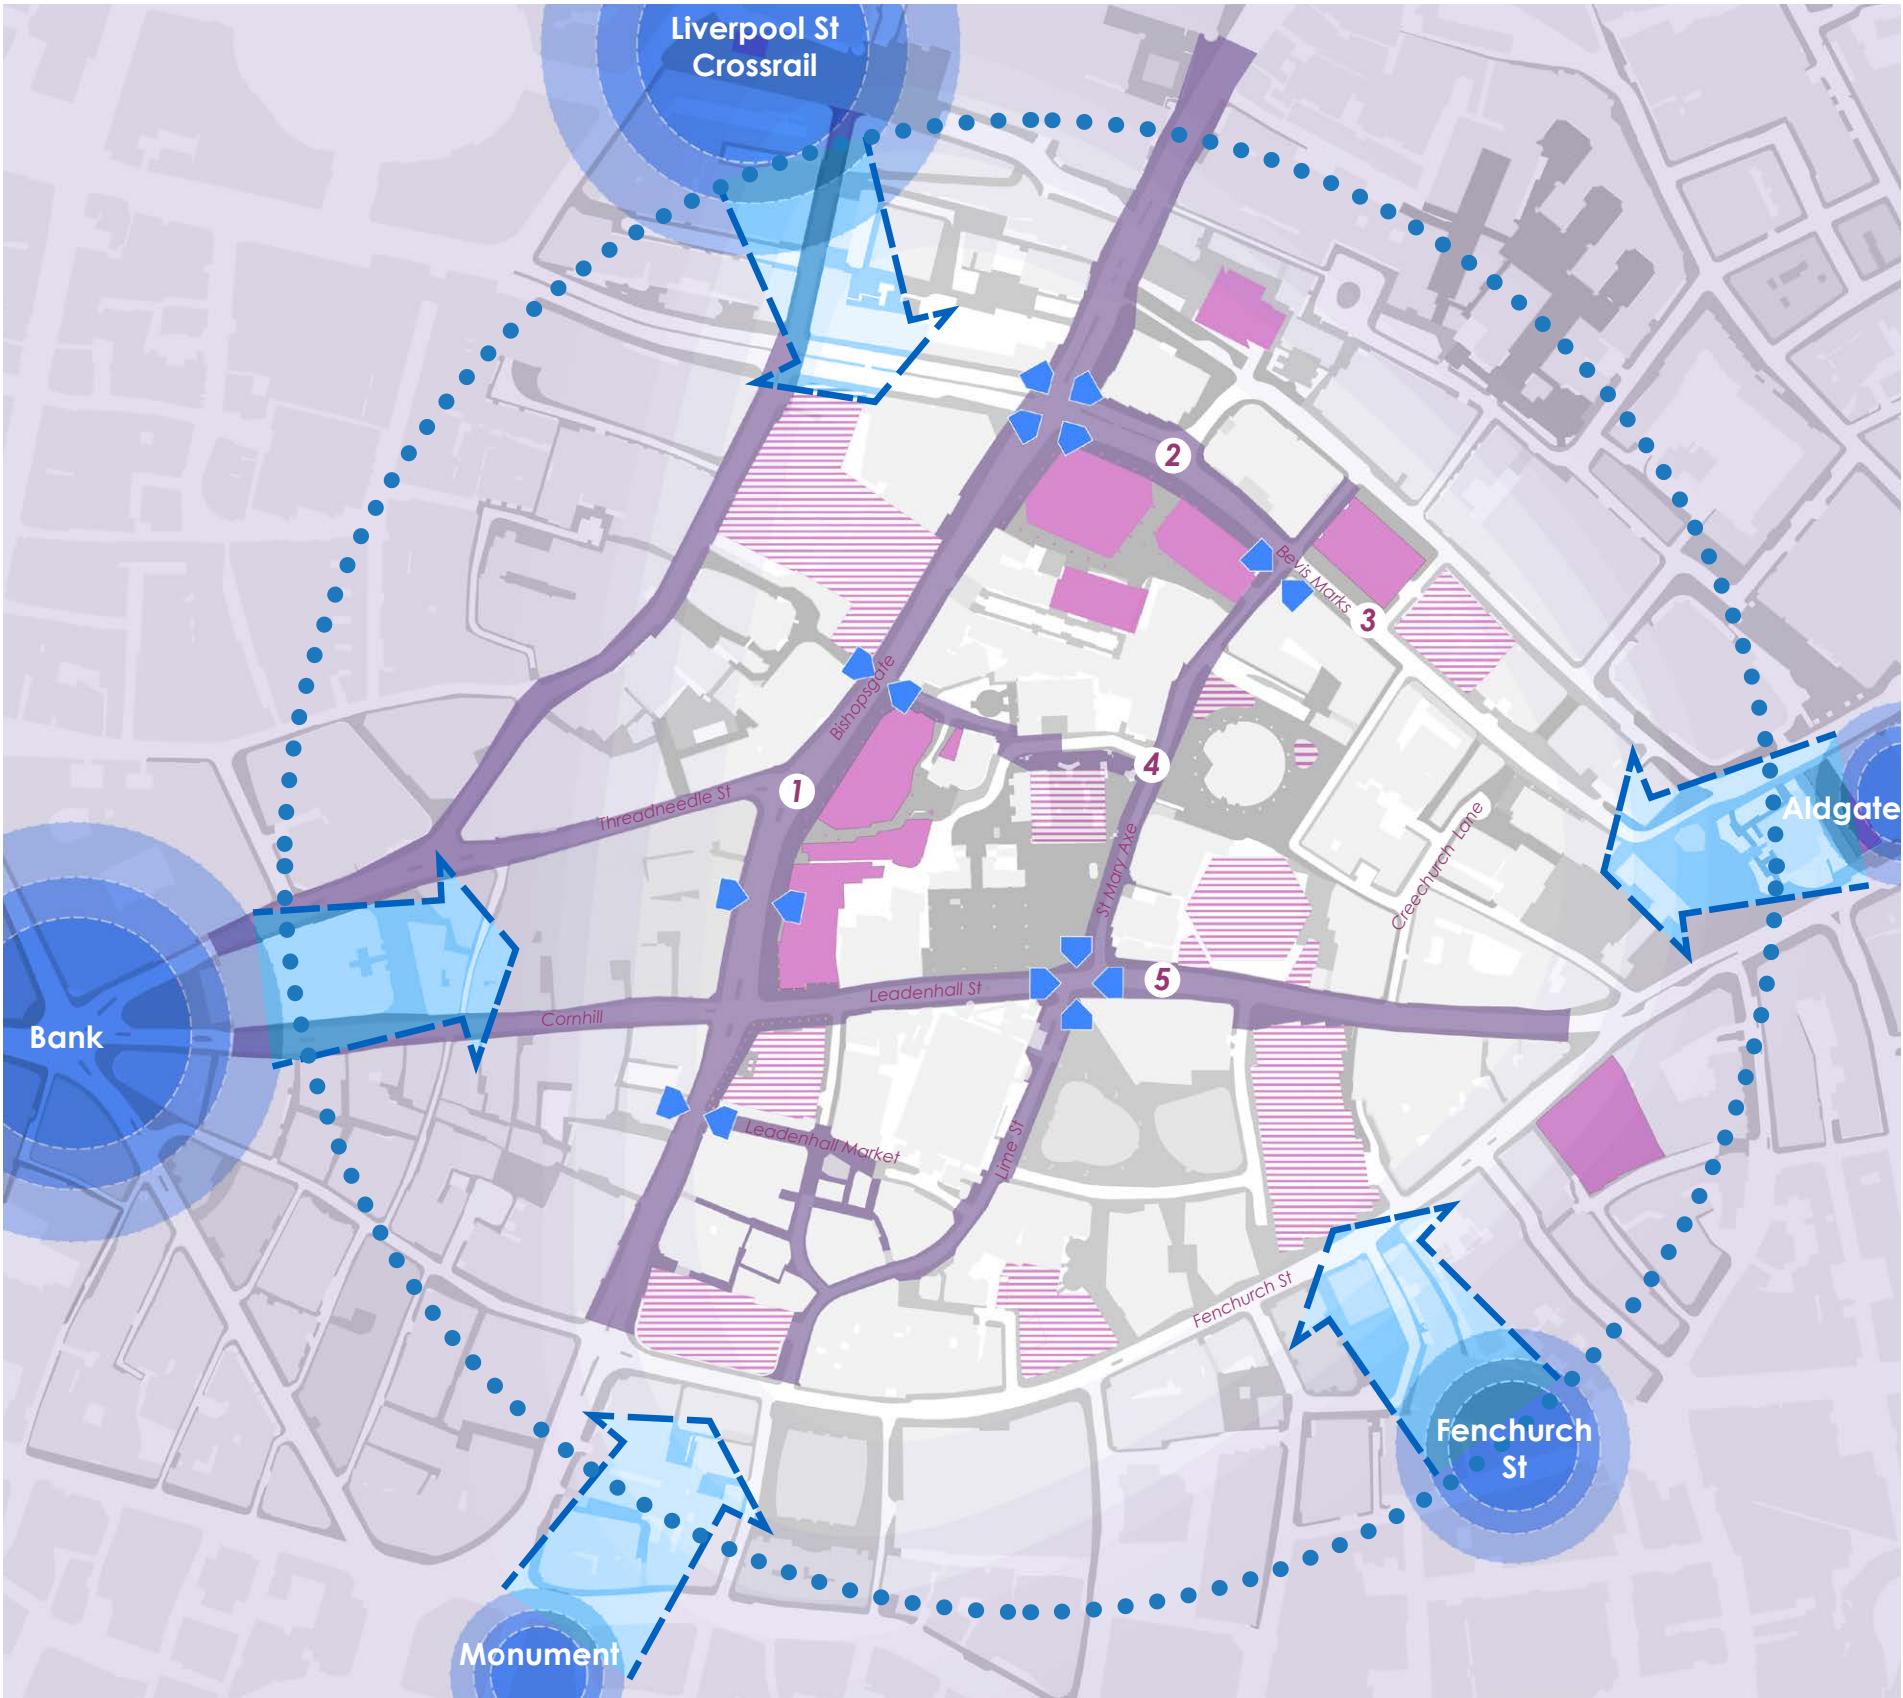 Liverpool St
Crossrail
2
Bevis Marks
3
Bishopsgate
4
1
Threadneedle St
Aldgate
St Mary Axe
Creechurch Lane
5
Leadenhall St
Cornhill
Bank
Leadenhall Market
Lime St
Fenchurch St
Fenchurch
St
Monument